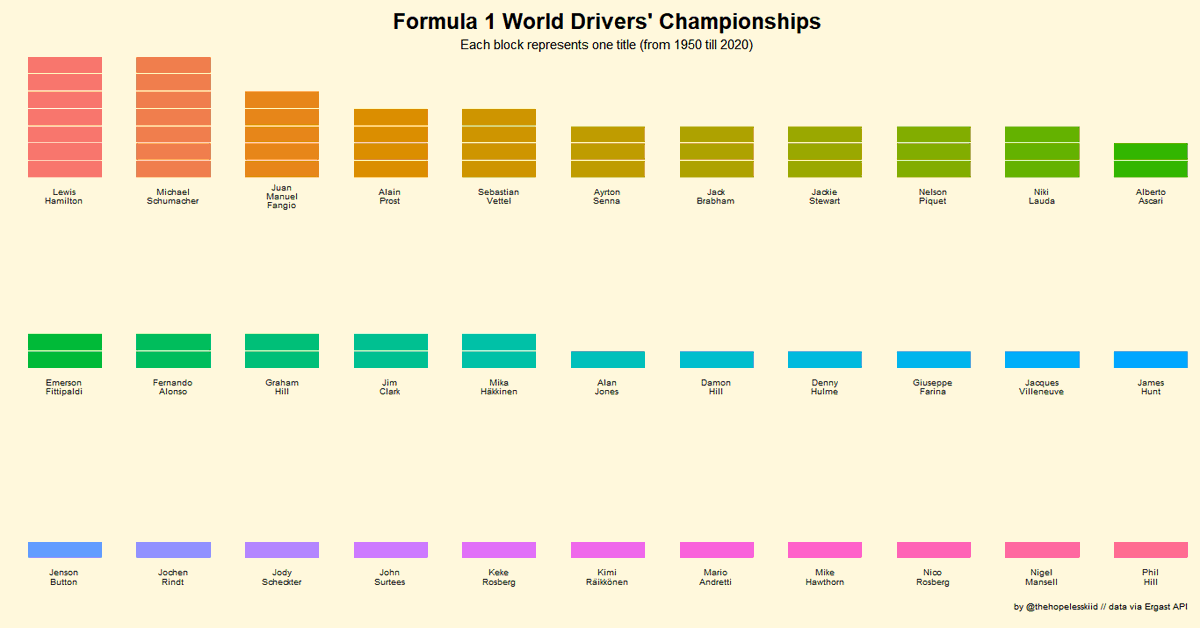 Formula 1 World Drivers' Championships
Each block represents one title (from 1950 till 2020)
Lewis
Hamilton
Michael
Schumacher
Juan
Manuel
Fangio
Alain
Prost
Sebastian
Vettel
Ayrton
Senna
Jack
Brabham
Jackie
Stewart
Nelson
Piquet
Niki
Lauda
Alberto
Ascari
Emerson
Fittipaldi
Fernando
Alonso
Graham
Hill
Jim
Clark
Mika
Häkkinen
Alan
Jones
Damon
Hill
Denny
Hulme
Giuseppe
Farina
Jacques
Villeneuve
James
Hunt
Jenson
Button
Jochen
Rindt
Jody
Scheckter
John
Surtees
Keke
Rosberg
Kimi
Räikkönen
Mario
Andretti
Mike
Hawthorn
Nico
Rosberg
Nigel
Mansell
Phil
Hill
by @thehopelesskiid // data via Ergast API